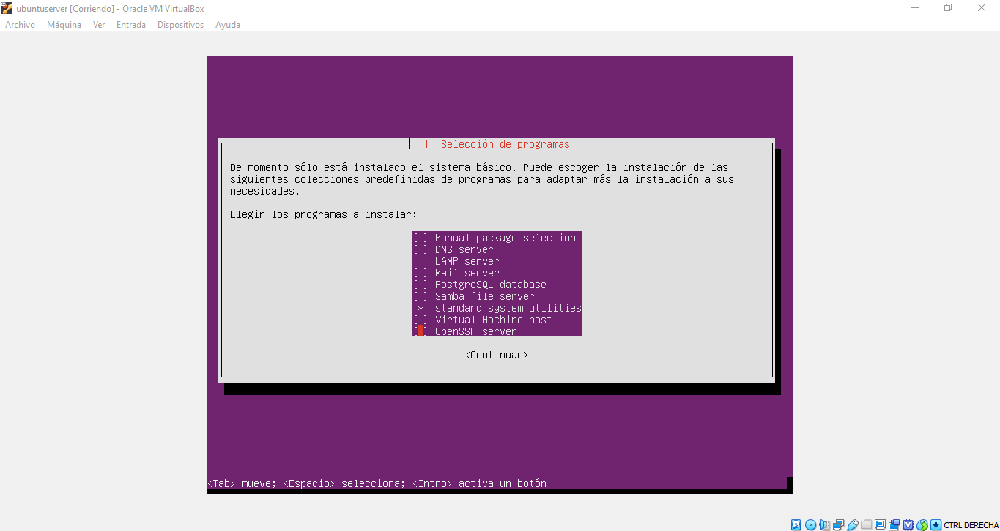 ubuntuserver [Corriendo] - Oracle VM VirtualBox
Archivo Máquina Ver Entrada Dispositivos Ayuda
[!] Selección de programas
De momento sólo está instalado el sistema básico. Puede escoger la instalación de las
siguientes colecciones predefinidas de programas para adaptar más la instalación a sus
necesidades.
Elegir los programas a instalar:
[ ] Manual package selection
[ ] DNS server
[ ] LAMP server
[ ] Mail server
[ ] PostgreSQL database
[ ] Samba file server
[*] standard system utilities
[ ] Virtual Machine host
[ ] OpenSSH server
<Continuar>
<Tab> mueve; <Espacio> selecciona; <Intro> activa un botón
CTRL DERECHA